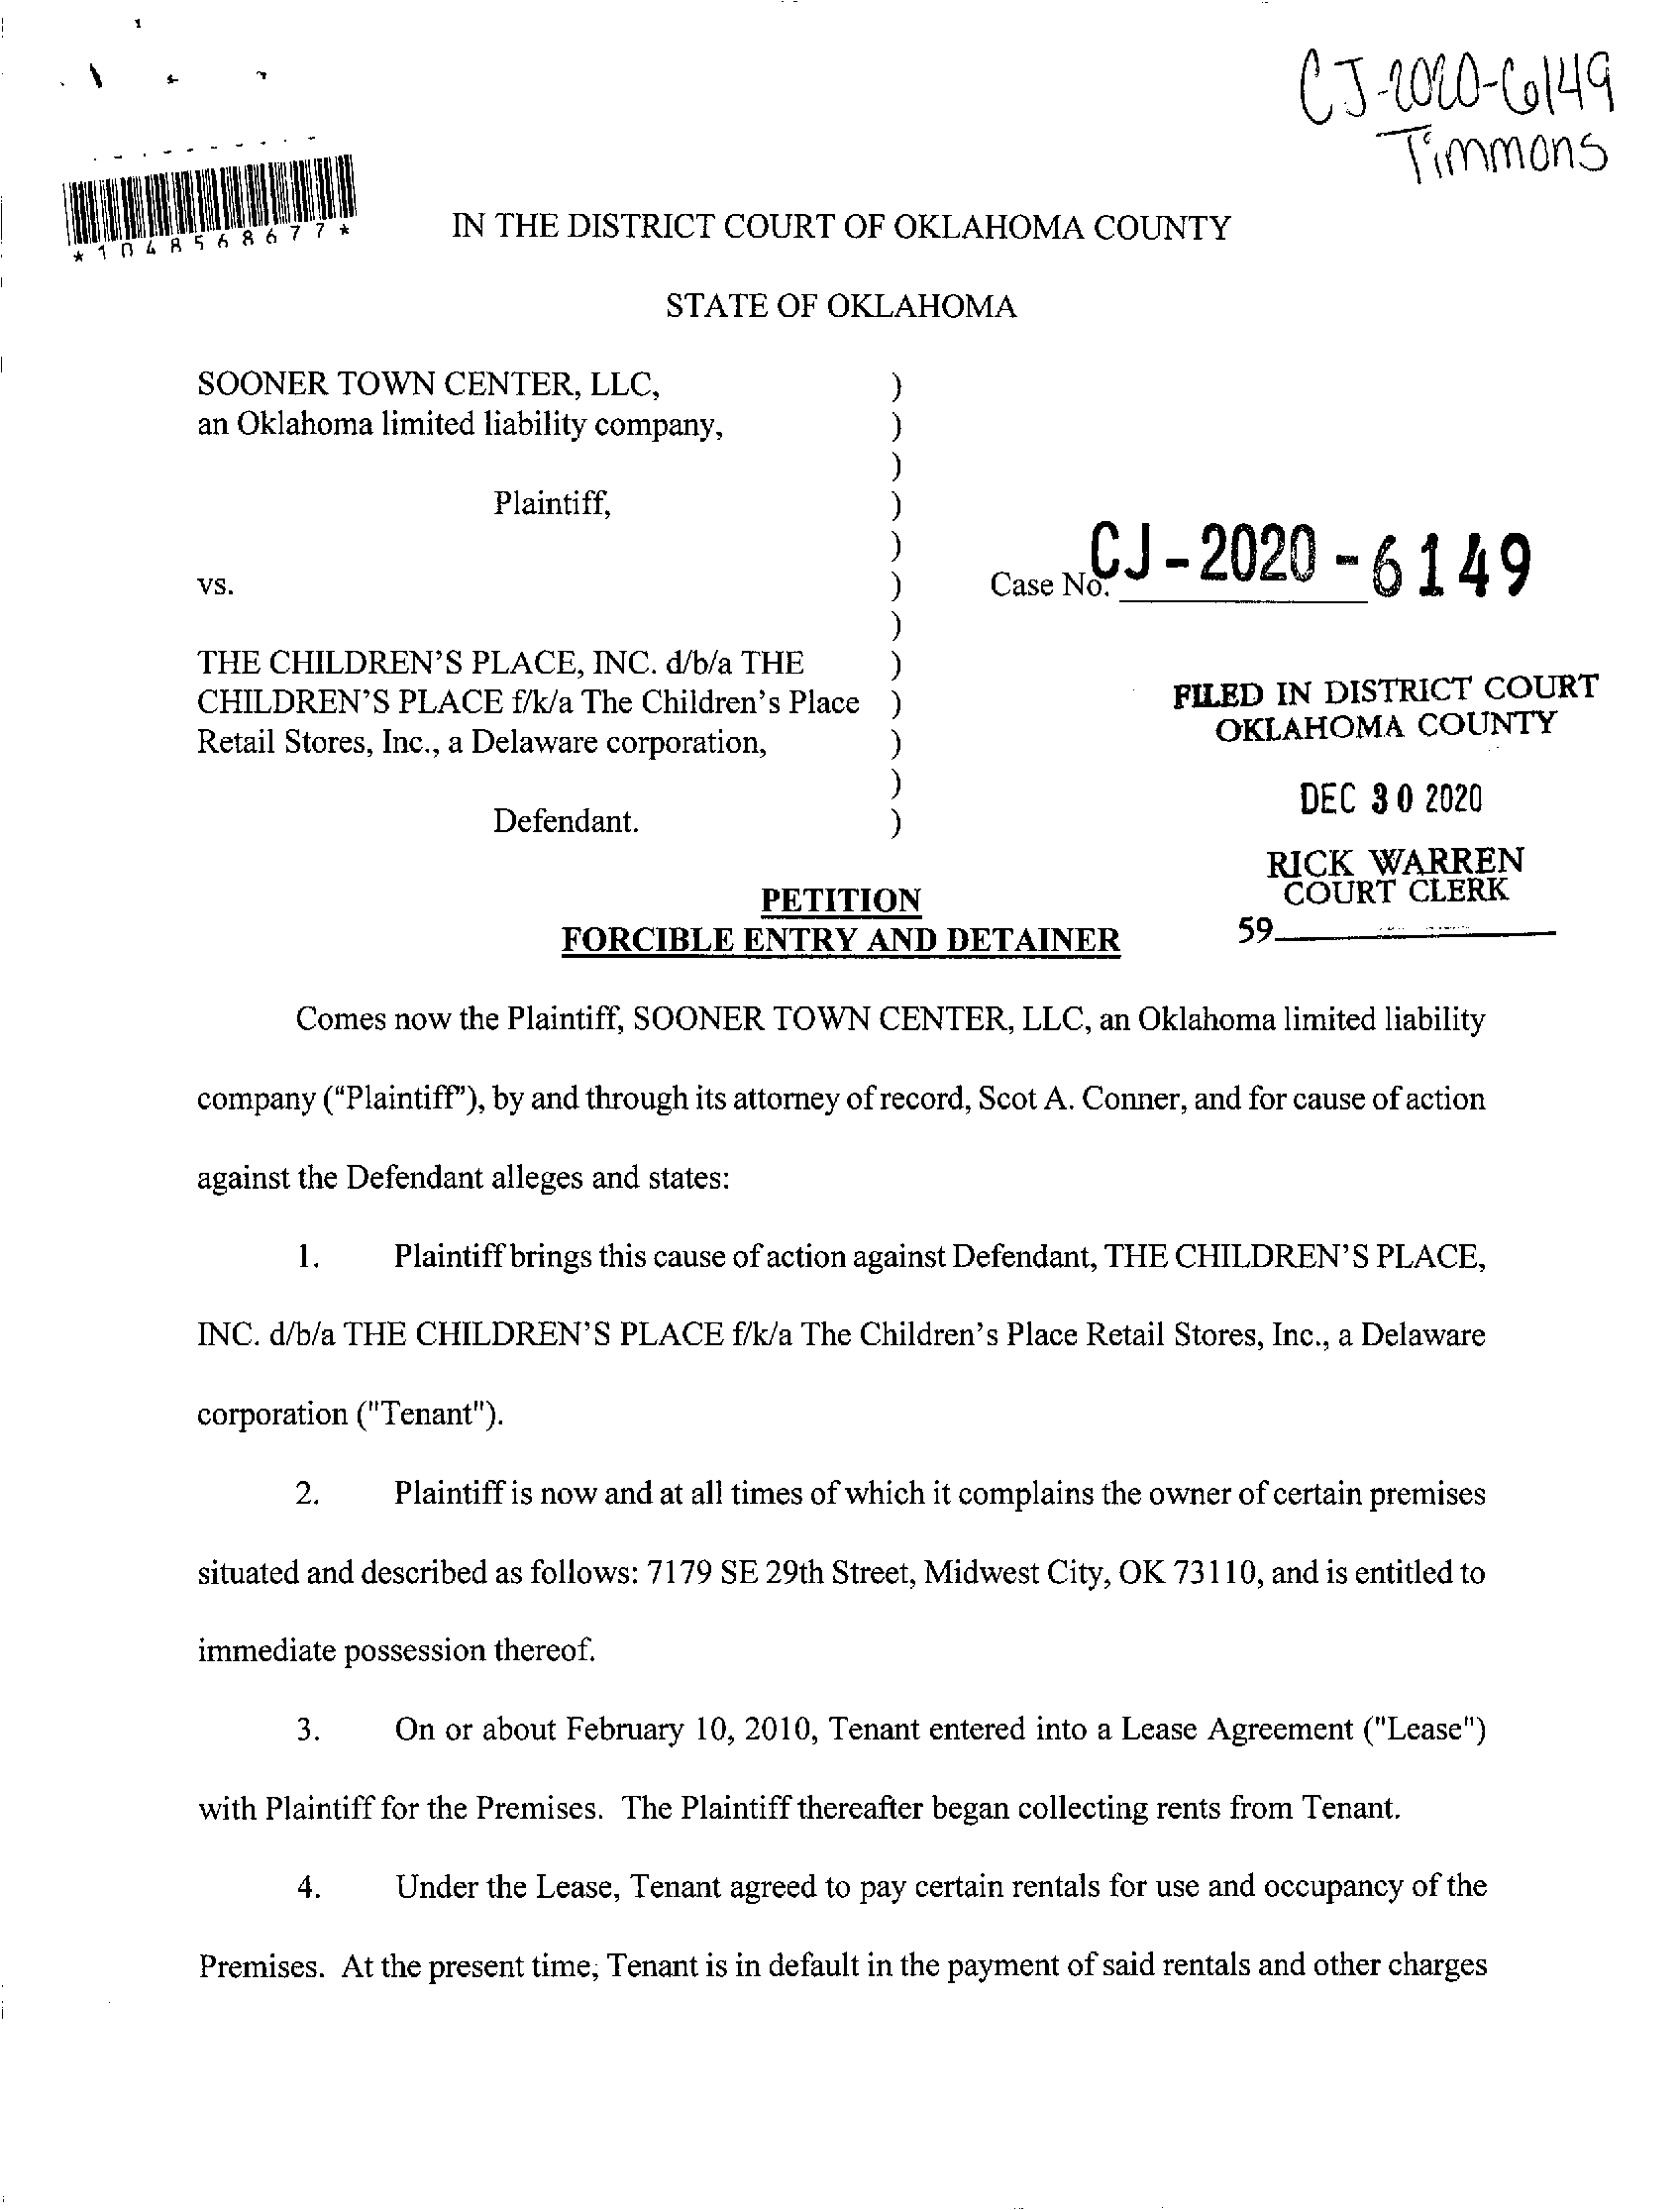 CJ-2020-6149
Timmons
*1048568677*
IN THE DISTRICT COURT OF OKLAHOMA COUNTY
STATE OF OKLAHOMA
SOONER TOWN CENTER, LLC, )
an Oklahoma limited liability company, )
)
Plaintiff, )
)
vs. ) Case No. CJ-2020-6149
)
THE CHILDREN'S PLACE, INC. d/b/a THE )
CHILDREN'S PLACE f/k/a The Children's Place )
Retail Stores, Inc., a Delaware corporation, )
)
Defendant. )
FILED IN DISTRICT COURT
OKLAHOMA COUNTY
DEC 30 2020
RICK WARREN
COURT CLERK
59
PETITION
FORCIBLE ENTRY AND DETAINER
Comes now the Plaintiff, SOONER TOWN CENTER, LLC, an Oklahoma limited liability
company ("Plaintiff"), by and through its attorney of record, Scot A. Conner, and for cause of action
against the Defendant alleges and states:
1. Plaintiff brings this cause of action against Defendant, THE CHILDREN'S PLACE,
INC. d/b/a THE CHILDREN'S PLACE f/k/a The Children's Place Retail Stores, Inc., a Delaware
corporation ("Tenant").
2. Plaintiff is now and at all times of which it complains the owner of certain premises
situated and described as follows: 7179 SE 29th Street, Midwest City, OK 73110, and is entitled to
immediate possession thereof.
3. On or about February 10, 2010, Tenant entered into a Lease Agreement ("Lease")
with Plaintiff for the Premises. The Plaintiff thereafter began collecting rents from Tenant.
4. Under the Lease, Tenant agreed to pay certain rentals for use and occupancy of the
Premises. At the present time, Tenant is in default in the payment of said rentals and other charges